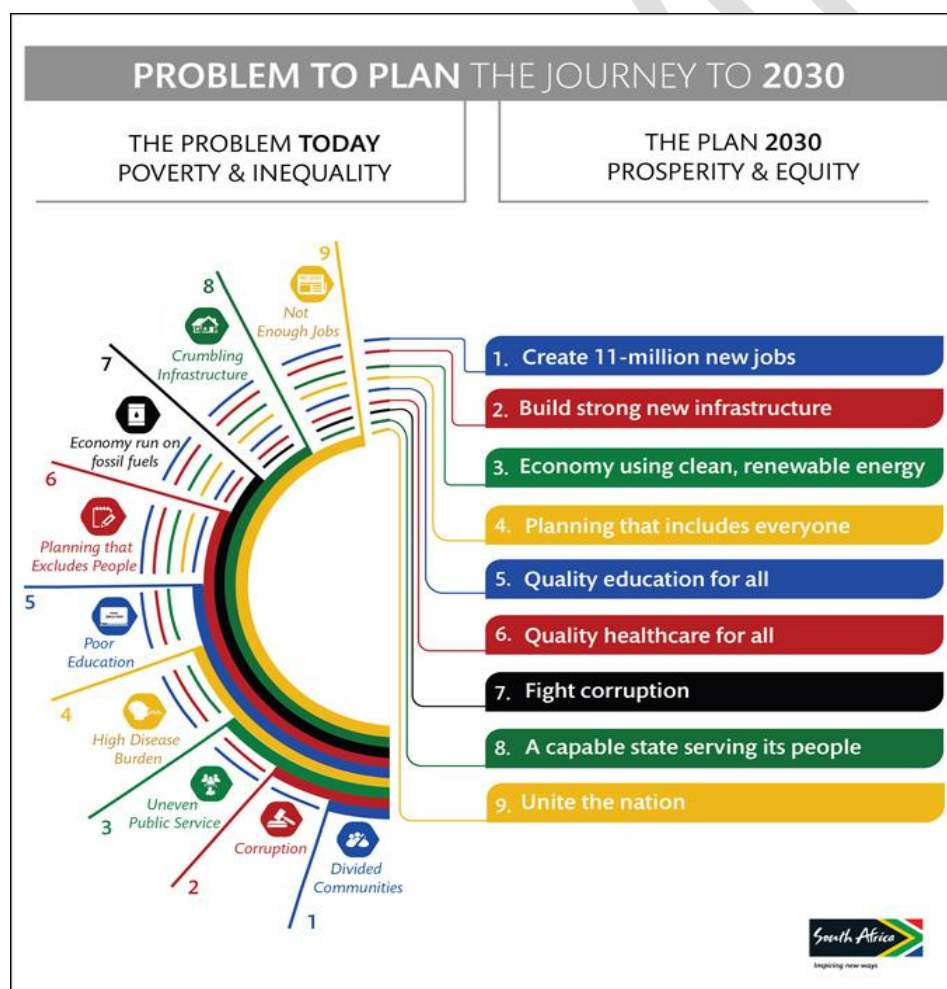 PROBLEM TO PLAN THE JOURNEY TO 2030
THE PROBLEM TODAY
POVERTY & INEQUALITY
THE PLAN 2030
PROSPERITY & EQUITY
9
Not
Enough Jobs
8
Crumbling
Infrastructure
7
Economy run on
fossil fuels
6
Planning that
Excludes People
5
Poor
Education
4
High Disease
Burden
3
Uneven
Public Service
2
Corruption
1
Divided
Communities
1. Create 11-million new jobs
2. Build strong new infrastructure
3. Economy using clean, renewable energy
4. Planning that includes everyone
5. Quality education for all
6. Quality healthcare for all
7. Fight corruption
8. A capable state serving its people
9. Unite the nation
South Africa
Inspiring new ways